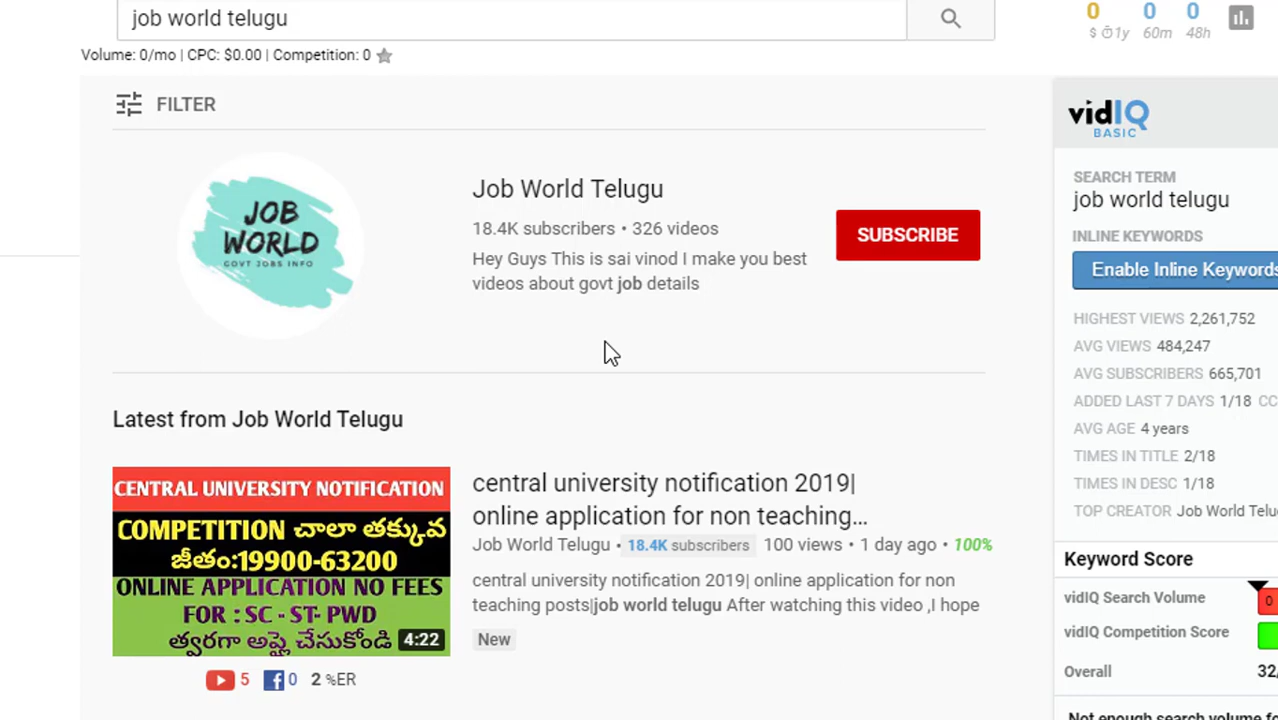 job world telugu
0 0 0
$ 1y 60m 48h
Volume: 0/mo | CPC: $0.00 | Competition: 0
FILTER
JOB
WORLD
GOVT JOBS INFO
Job World Telugu
18.4K subscribers • 326 videos
Hey Guys This is sai vinod I make you best
videos about govt job details
SUBSCRIBE
Latest from Job World Telugu
CENTRAL UNIVERSITY NOTIFICATION
COMPETITION చాలా తక్కువ
జీతం:19900-63200
ONLINE APPLICATION NO FEES
FOR : SC - ST- PWD
త్వరగా అప్లై చేసుకోండి
4:22
5 0 2 %ER
central university notification 2019|
online application for non teaching...
Job World Telugu • 18.4K subscribers 100 views • 1 day ago • 100%
central university notification 2019| online application for non
teaching posts|job world telugu After watching this video ,I hope
New
vidIQ
BASIC
SEARCH TERM
job world telugu
INLINE KEYWORDS
Enable Inline Keywords
HIGHEST VIEWS 2,261,752
AVG VIEWS 484,247
AVG SUBSCRIBERS 665,701
ADDED LAST 7 DAYS 1/18 CC
AVG AGE 4 years
TIMES IN TITLE 2/18
TIMES IN DESC 1/18
TOP CREATOR Job World Telu
Keyword Score
vidIQ Search Volume 0
vidIQ Competition Score
Overall 32
Not enough search volume fo